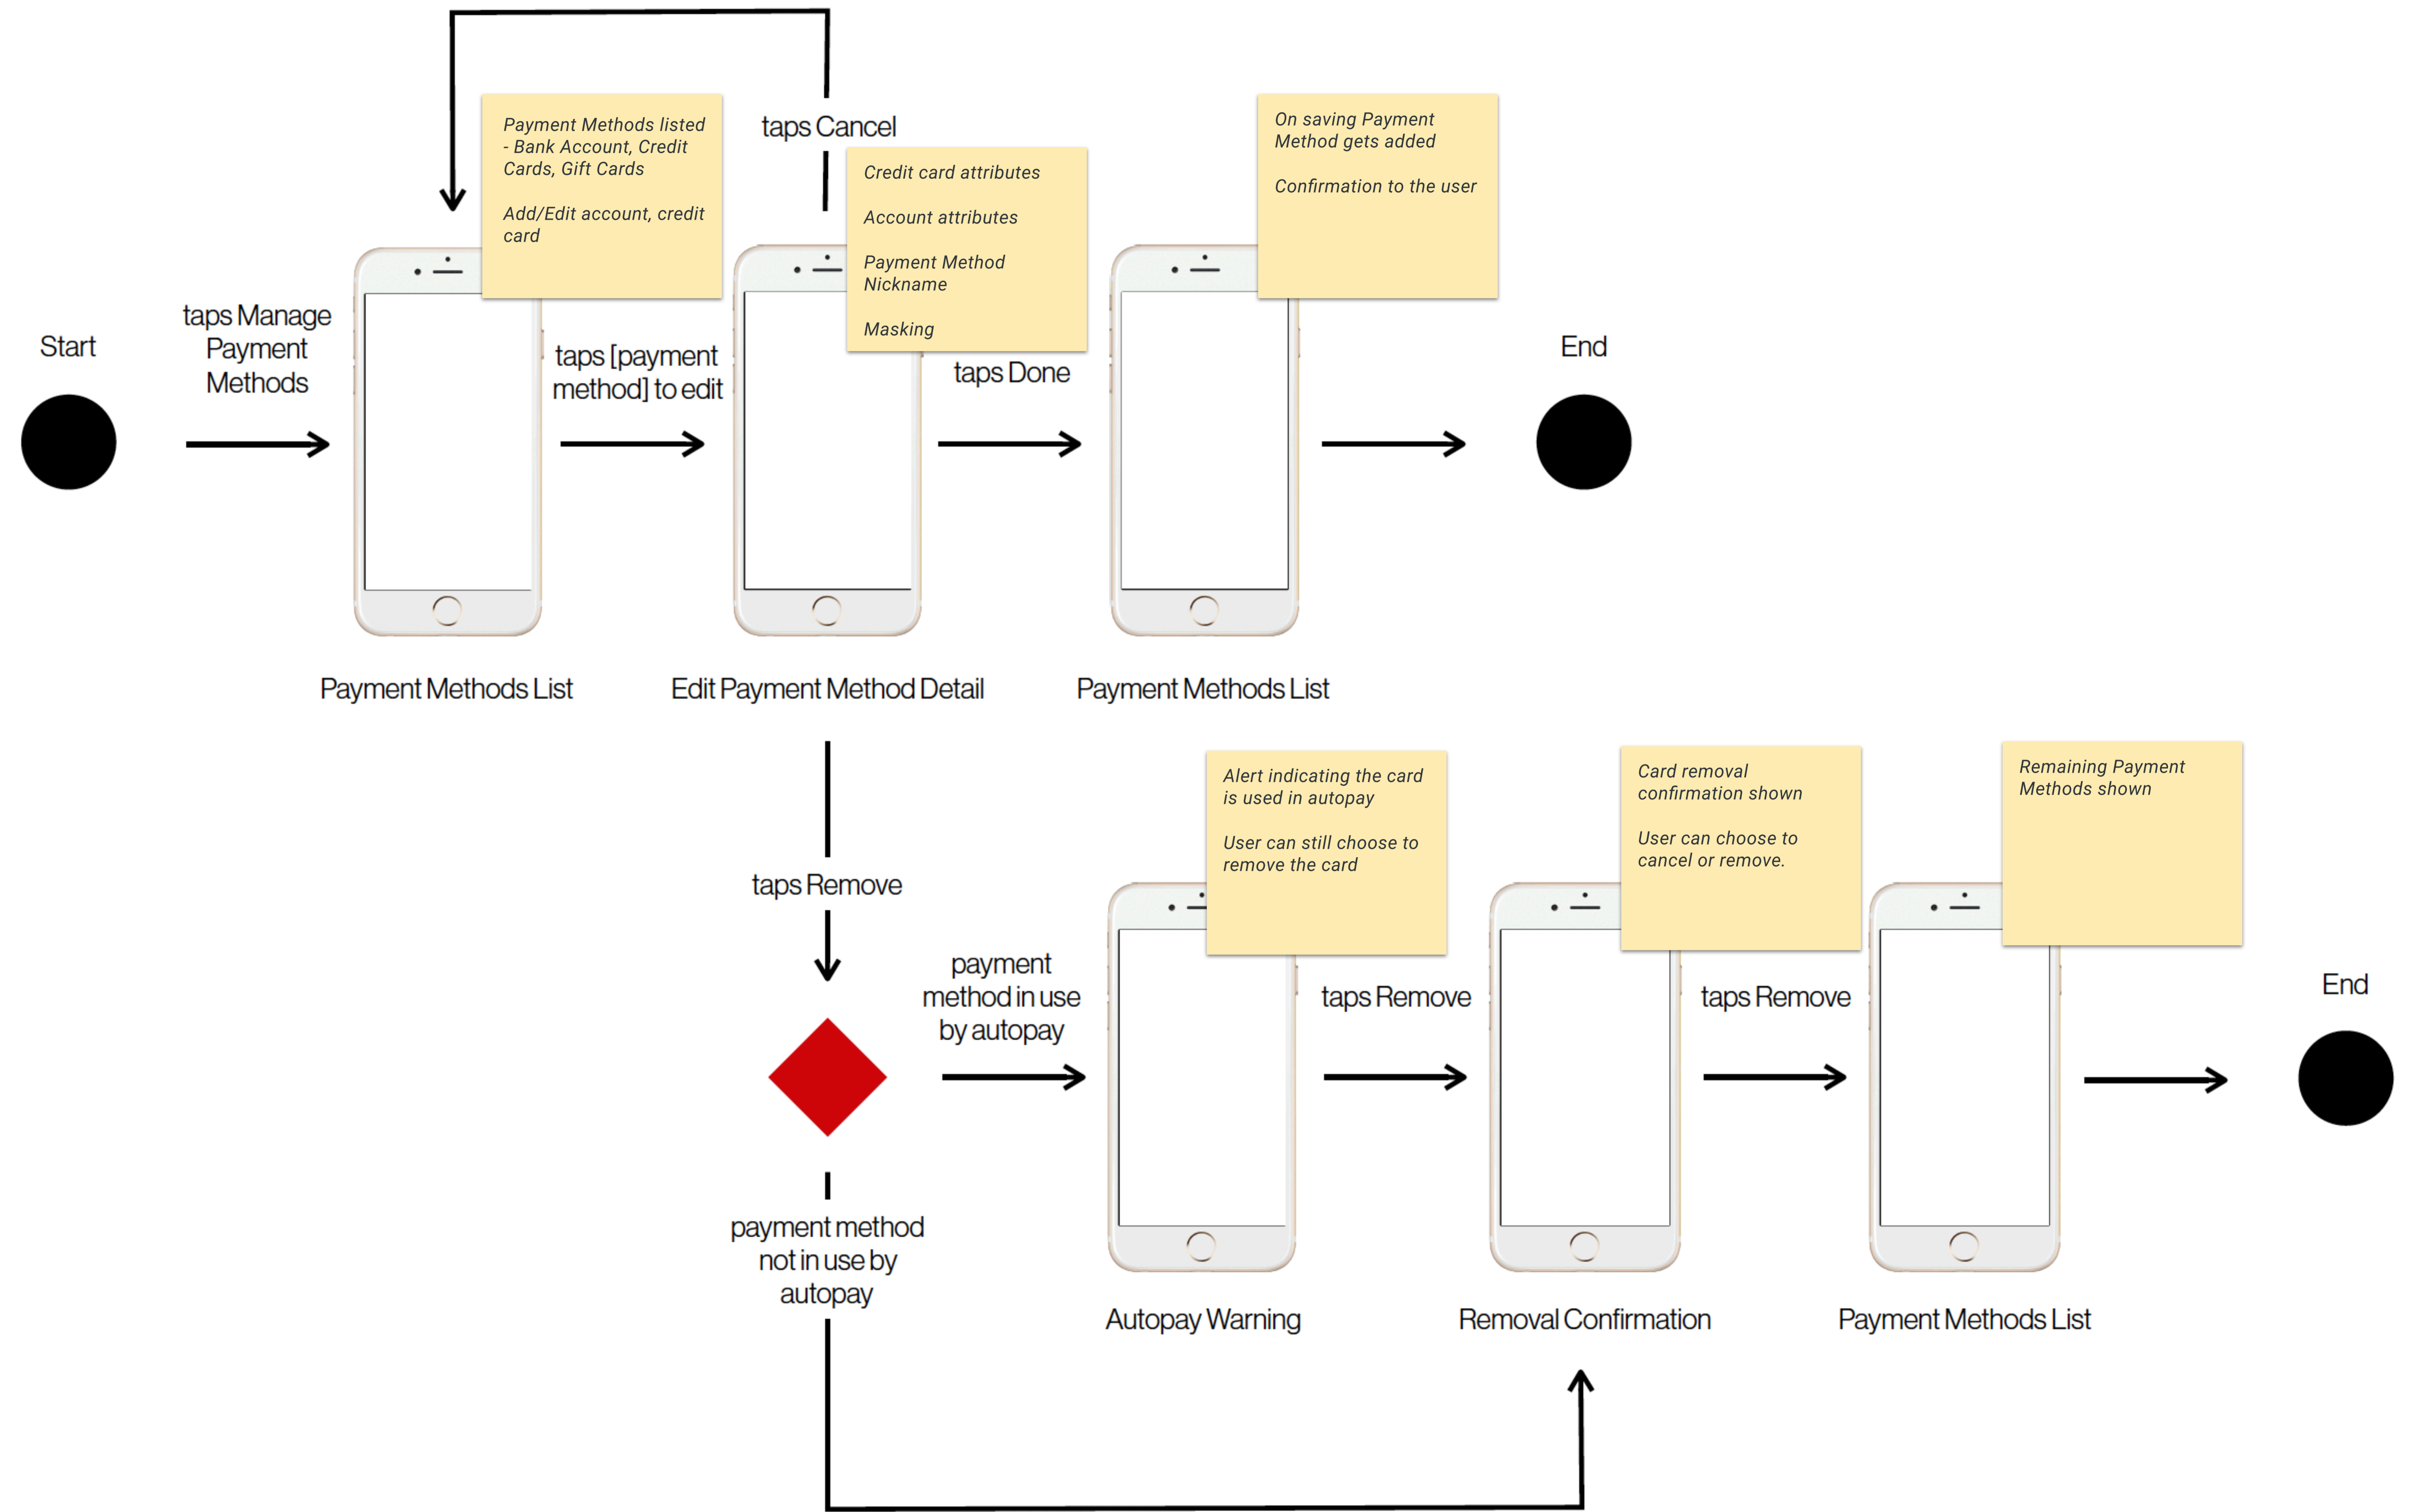 taps Cancel
Payment Methods listed
- Bank Account, Credit
Cards, Gift Cards
Add/Edit account, credit
card
Credit card attributes
Account attributes
Payment Method
Nickname
Masking
On saving Payment
Method gets added
Confirmation to the user
Start
taps Manage
Payment
Methods
taps [payment
method] to edit
taps Done
End
Payment Methods List
Edit Payment Method Detail
Payment Methods List
taps Remove
Alert indicating the card
is used in autopay
User can still choose to
remove the card
Card removal
confirmation shown
User can choose to
cancel or remove.
Remaining Payment
Methods shown
payment
method in use
by autopay
taps Remove
taps Remove
End
payment method
not in use by
autopay
Autopay Warning
Removal Confirmation
Payment Methods List